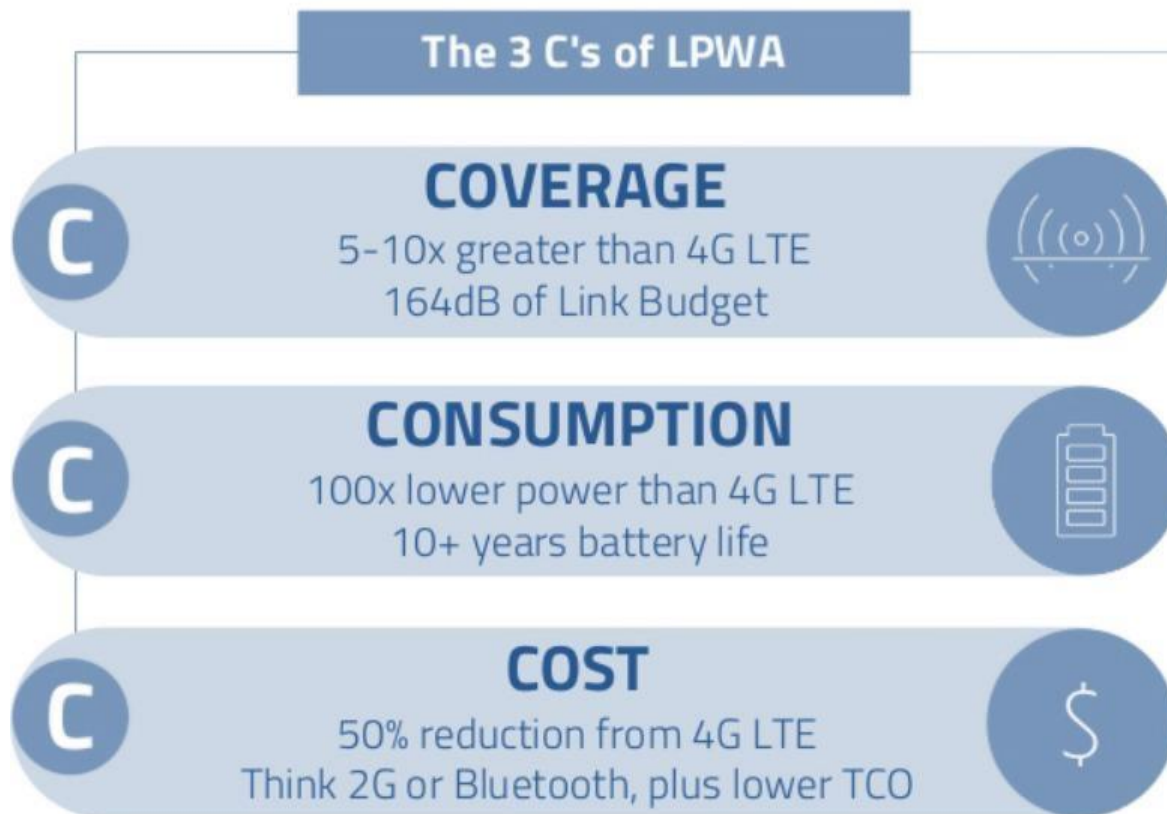 The 3 C's of LPWA
C
COVERAGE
5-10x greater than 4G LTE
164dB of Link Budget
C
CONSUMPTION
100x lower power than 4G LTE
10+ years battery life
C
COST
50% reduction from 4G LTE
Think 2G or Bluetooth, plus lower TCO
$